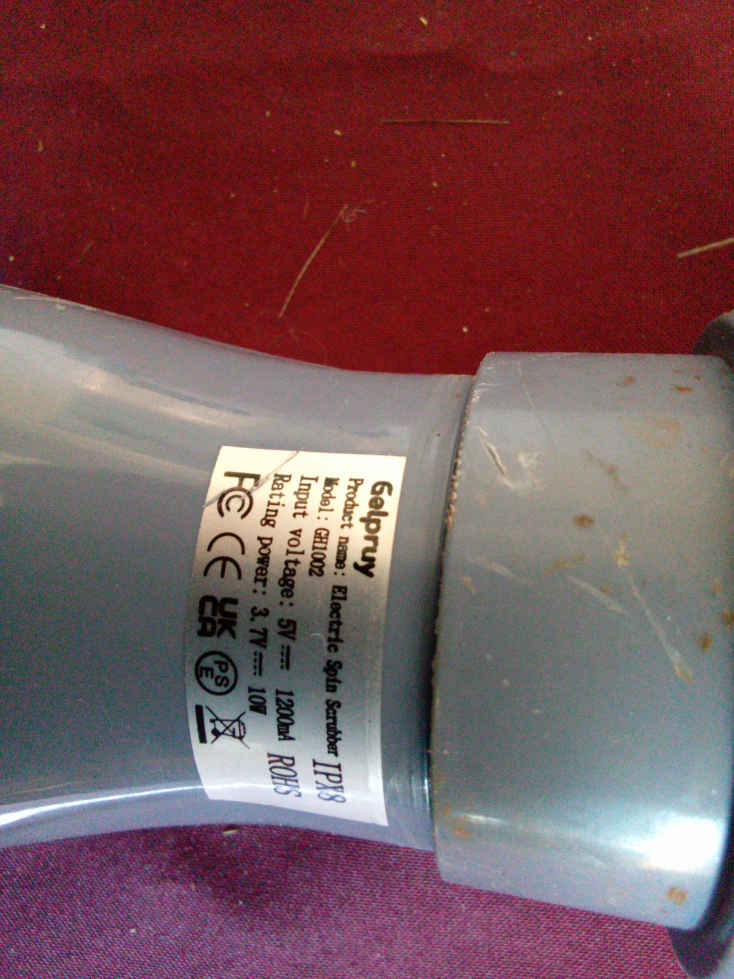 Gelpruy
Product name: Electric Spin Scrubber
Model: GH1002 IPX8
Input voltage: 5V⎓ 1200mA
Rating power: 3.7V⎓ 10W ROHS
FC CE UK CA PS E